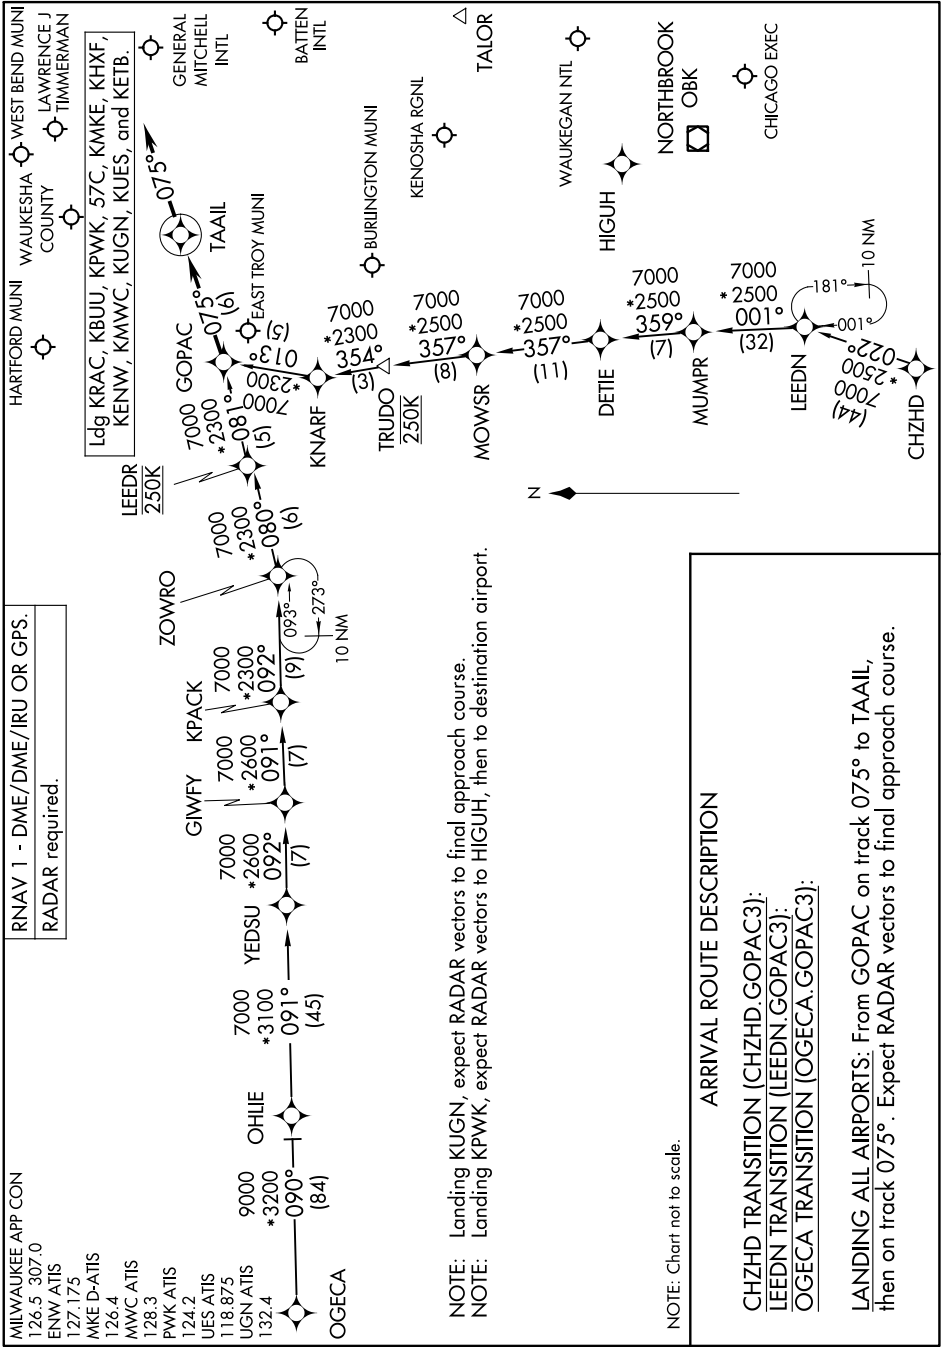 MILWAUKEE APP CON
126.5 307.0
ENW ATIS
127.175
MKE D-ATIS
126.4
MWC ATIS
128.3
PWK ATIS
124.2
UES ATIS
118.875
UGN ATIS
132.4
RNAV 1 - DME/DME/IRU OR GPS.
RADAR required.
HARTFORD MUNI
WAUKESHA
COUNTY
WEST BEND MUNI
LAWRENCE J
TIMMERMAN
Ldg KRAC, KBUU, KPWK, 57C, KMKE, KHXF,
KENW, KMWC, KUGN, KUES, and KETB.
GENERAL
MITCHELL
INTL
BATTEN
INTL
TALOR
OGECA
9000
*3200
090°
(84)
OHLIE
7000
*3100
091°
(45)
YEDSU
7000
*2600
092°
(7)
GIWFY
7000
*2600
091°
(7)
KPACK
7000
*2300
092°
(9)
ZOWRO
093°
273°
10 NM
7000
*2300
080°
(6)
LEEDR
250K
7000
*2300
081°
(5)
GOPAC
075°
(6)
TAAIL
075°
EAST TROY MUNI
7000
*2300
013°
(5)
KNARF
7000
*2300
354°
(3)
TRUDO
250K
BURLINGTON MUNI
KENOSHA RGNL
7000
*2500
357°
(8)
MOWSR
7000
*2500
357°
(11)
DETIE
WAUKEGAN NTL
HIGUH
7000
*2500
359°
(7)
MUMPR
NORTHBROOK
OBK
CHICAGO EXEC
7000
*2500
001°
(32)
LEEDN
181°
001°
10 NM
022°
*2500
7000
(44)
CHZHD
N
NOTE: Landing KUGN, expect RADAR vectors to final approach course.
NOTE: Landing KPWK, expect RADAR vectors to HIGUH, then to destination airport.
NOTE: Chart not to scale.
ARRIVAL ROUTE DESCRIPTION
CHZHD TRANSITION (CHZHD.GOPAC3):
LEEDN TRANSITION (LEEDN.GOPAC3):
OGECA TRANSITION (OGECA.GOPAC3):
LANDING ALL AIRPORTS: From GOPAC on track 075° to TAAIL,
then on track 075°. Expect RADAR vectors to final approach course.